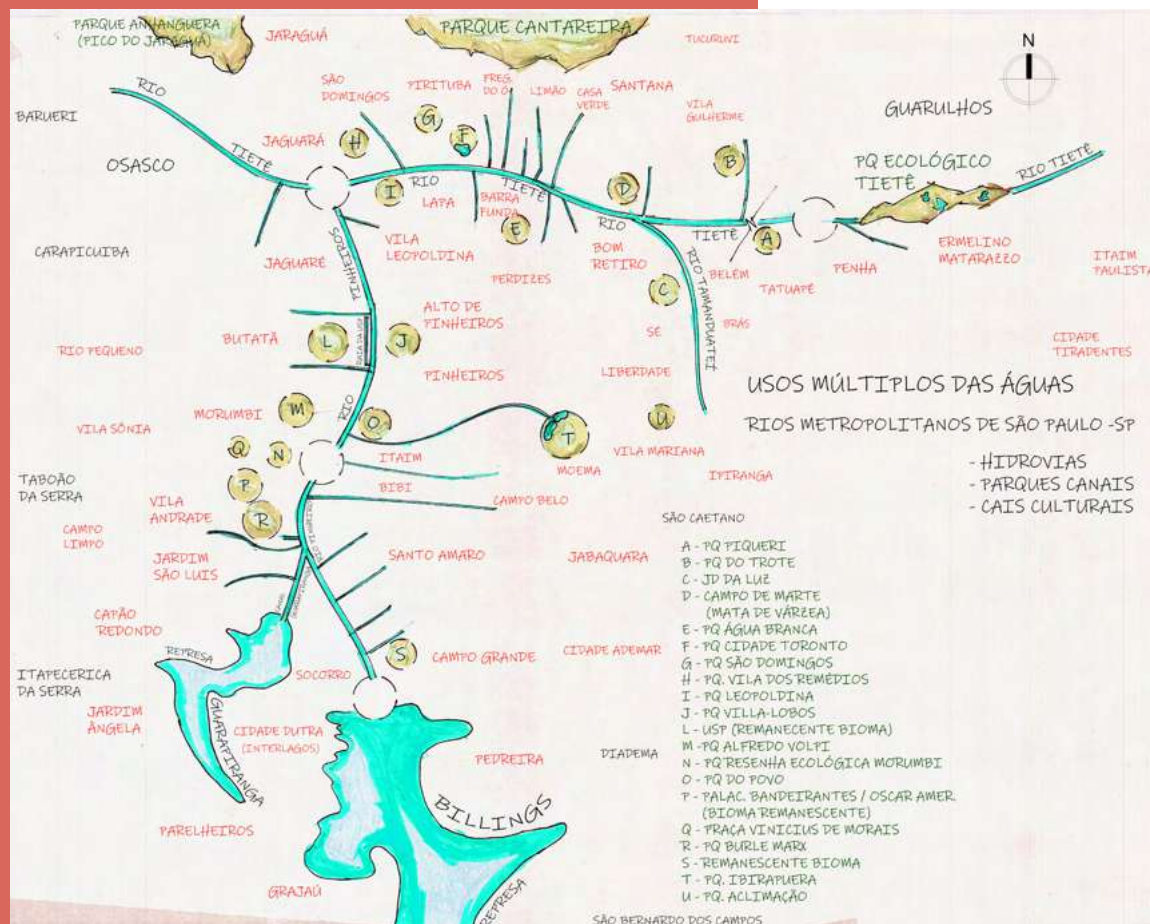 PARQUE ANHANGUERA
(PICO DO JARAGUÁ)
JARAGUÁ
PARQUE CANTAREIRA
TUCURUVI
N
RIO
SÃO
DOMINGOS
PIRITUBA
FREG.
DO Ó
LIMÃO
CASA
VERDE
SANTANA
VILA
GUILHERME
GUARULHOS
BARUERI
OSASCO
TIETÊ
JAGUARÁ
H
G
F
I
RIO
TIETÊ
LAPA
BARRA
FUNDA
E
D
B
RIO
TIETÊ
A
PQ ECOLÓGICO
TIETÊ
RIO TIETÊ
CARAPICUIBA
JAGUARÉ
PINHEIROS
VILA
LEOPOLDINA
PERDIZES
BOM
RETIRO
C
RIO TAMANDUATEÍ
BELÉM
TATUAPÉ
PENHA
ERMELINO
MATARAZZO
ITAIM
PAULISTA
RIO PEQUENO
BUTATÃ
L
RAIA DA USP
J
ALTO DE
PINHEIROS
PINHEIROS
SÉ
BRÁS
LIBERDADE
CIDADE
TIRADENTES
USOS MÚLTIPLOS DAS ÁGUAS
RIOS METROPOLITANOS DE SÃO PAULO -SP
- HIDROVIAS
- PARQUES CANAIS
- CAIS CULTURAIS
MORUMBI
M
RIO
O
VILA SÔNIA
Q
N
P
R
ITAIM
BIBI
T
MOEMA
U
VILA MARIANA
IPIRANGA
TABOÃO
DA SERRA
VILA
ANDRADE
CAMPO BELO
CAMPO
LIMPO
JARDIM
SÃO LUIS
SANTO AMARO
JABAQUARA
SÃO CAETANO
CAPÃO
REDONDO
REPRESA
GUARAPIRANGA
SOCORRO
S
CAMPO GRANDE
CIDADE ADEMAR
ITAPECERICA
DA SERRA
JARDIM
ÂNGELA
CIDADE DUTRA
(INTERLAGOS)
PEDREIRA
DIADEMA
PARELHEIROS
GRAJAÚ
BILLINGS
REPRESA
A - PQ PIQUERI
B - PQ DO TROTE
C - JD DA LUZ
D - CAMPO DE MARTE
(MATA DE VÁRZEA)
E - PQ ÁGUA BRANCA
F - PQ CIDADE TORONTO
G - PQ SÃO DOMINGOS
H - PQ. VILA DOS REMÉDIOS
I - PQ LEOPOLDINA
J - PQ VILLA-LOBOS
L - USP (REMANECENTE BIOMA)
M - PQ ALFREDO VOLPI
N - PQ RESENHA ECOLÓGICA MORUMBI
O - PQ DO POVO
P - PALAC. BANDEIRANTES / OSCAR AMER.
(BIOMA REMANESCENTE)
Q - PRAÇA VINICIUS DE MORAIS
R - PQ BURLE MARX
S - REMANESCENTE BIOMA
T - PQ. IBIRAPUERA
U - PQ. ACLIMAÇÃO
SÃO BERNARDO DOS CAMPOS